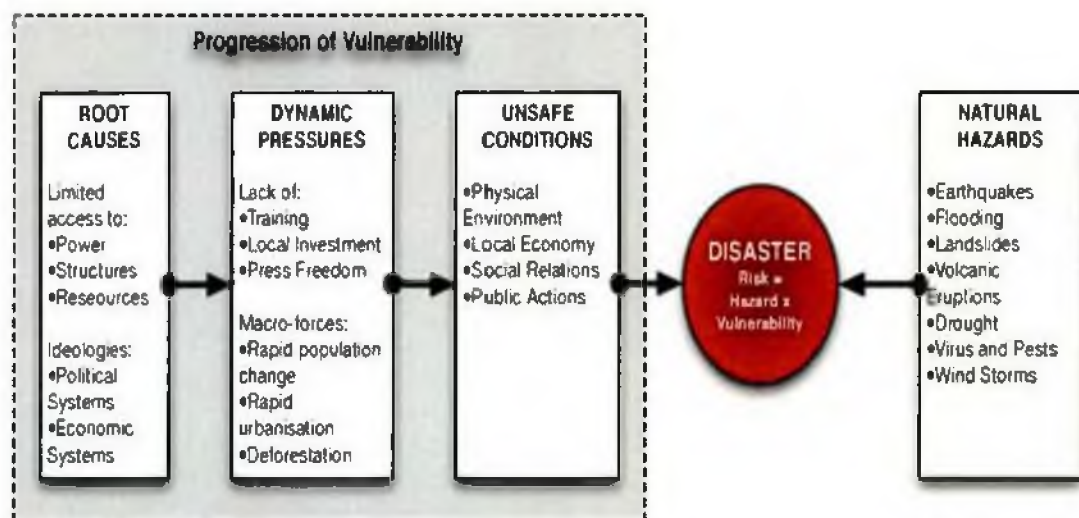 Progression of Vulnerability
ROOT
CAUSES
Limited
access to:
•Power
•Structures
•Reseources
Ideologies:
•Political
Systems
•Economic
Systems
DYNAMIC
PRESSURES
Lack of:
•Training
•Local Investment
•Press Freedom
Macro-forces:
•Rapid population
change
•Rapid
urbanisation
•Deforestation
UNSAFE
CONDITIONS
•Physical
Environment
•Local Economy
•Social Relations
•Public Actions
DISASTER
Risk =
Hazard x
Vulnerability
NATURAL
HAZARDS
•Earthquakes
•Flooding
•Landslides
•Volcanic
Eruptions
•Drought
•Virus and Pests
•Wind Storms